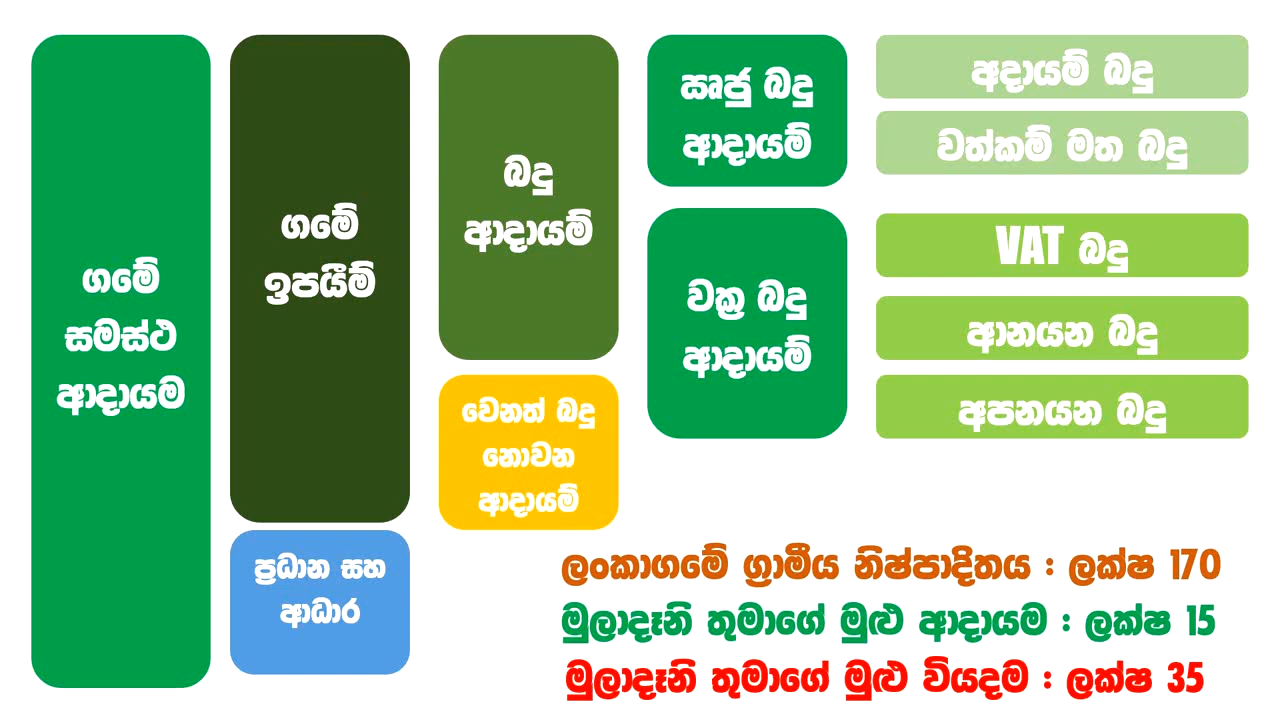 ගමේ
සමස්ථ
ආදායම
ගමේ
ඉපයීම්
ප්‍රධාන සහ
ආධාර
බදු
ආදායම්
වෙනත් බදු
නොවන
ආදායම්
සෘජු බදු
ආදායම්
වක්‍ර බදු
ආදායම්
අදායම් බදු
වත්කම් මත බදු
VAT බදු
ආනයන බදු
අපනයන බදු
ලංකාගමේ ග්‍රාමීය නිෂ්පාදිතය : ලක්ෂ 170
මුලාදෑනි තුමාගේ මුළු ආදායම : ලක්ෂ 15
මුලාදෑනි තුමාගේ මුළු වියදම : ලක්ෂ 35